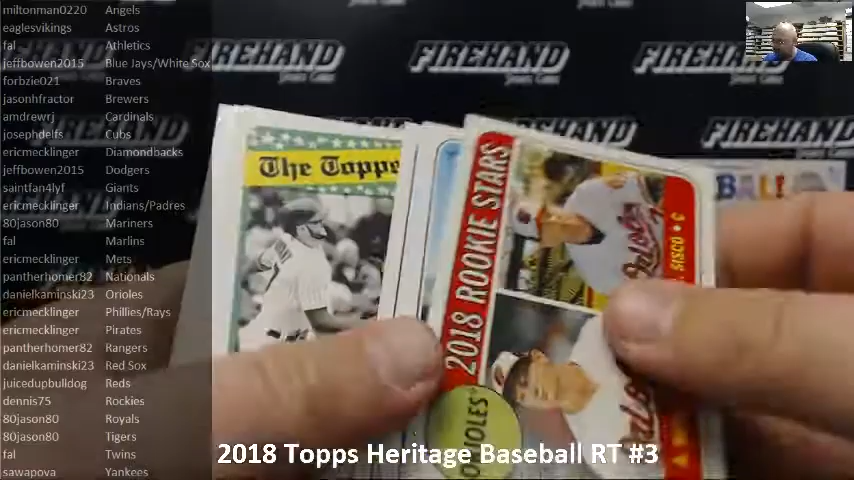 miltonman0220 Angels
eaglesvikings Astros
fal Athletics
jeffbowen2015 Blue Jays/White Sox
forbzie021 Braves
jasonhfractor Brewers
amdrewrj Cardinals
josephdelfs Cubs
ericmecklinger Diamondbacks
jeffbowen2015 Dodgers
saintfan4lyf Giants
ericmecklinger Indians/Padres
80jason80 Mariners
fal Marlins
ericmecklinger Mets
pantherhomer82 Nationals
danielkaminski23 Orioles
ericmecklinger Phillies/Rays
ericmecklinger Pirates
pantherhomer82 Rangers
danielkaminski23 Red Sox
juicedupbulldog Reds
dennis75 Rockies
80jason80 Royals
80jason80 Tigers
fal Twins
sawapova Yankees
FIREHAND
FIREHAND
FIREHAND
FIREHAND
The Topps
2018 ROOKIE STARS
SISCO • C
ORIOLES
2018 Topps Heritage Baseball RT #3